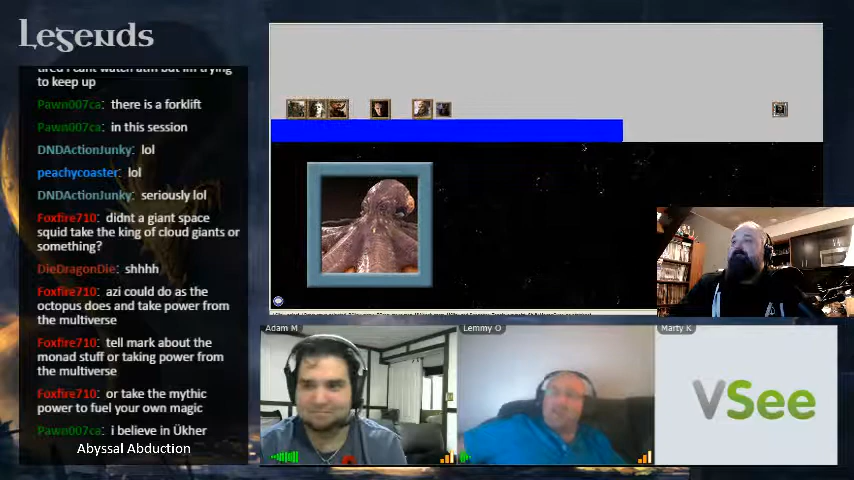 Legends
tired i cant watch atm but im trying
to keep up
Pawn007ca: there is a forklift
Pawn007ca: in this session
DNDActionJunky: lol
peachycoaster: lol
DNDActionJunky: seriously lol
Foxfire710: didnt a giant space
squid take the king of cloud giants or
something?
DieDragonDie: shhhh
Foxfire710: azi could do as the
octopus does and take power from
the multiverse
Foxfire710: tell mark about the
monad stuff or taking power from
the multiverse
Foxfire710: or take the mythic
power to fuel your own magic
Pawn007ca: i believe in Ükher
Abyssal Abduction
Adam M
Lemmy O
Marty K
VSee